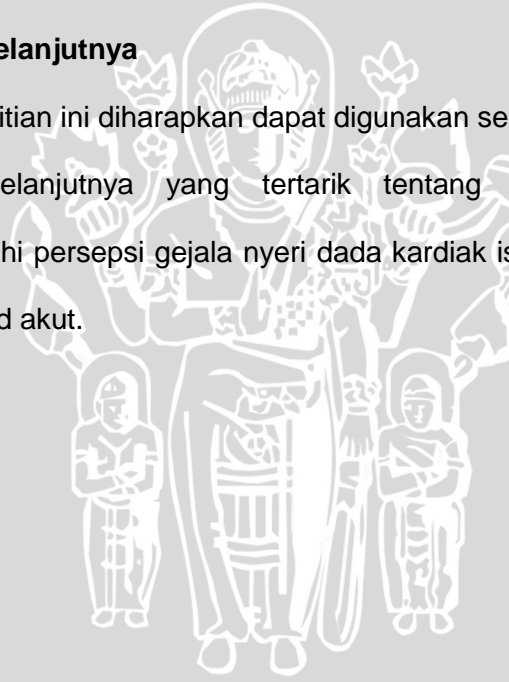 elanjutnya
itian ini diharapkan dapat digunakan se
elanjutnya yang tertarik tentang
hi persepsi gejala nyeri dada kardiak is
d akut.